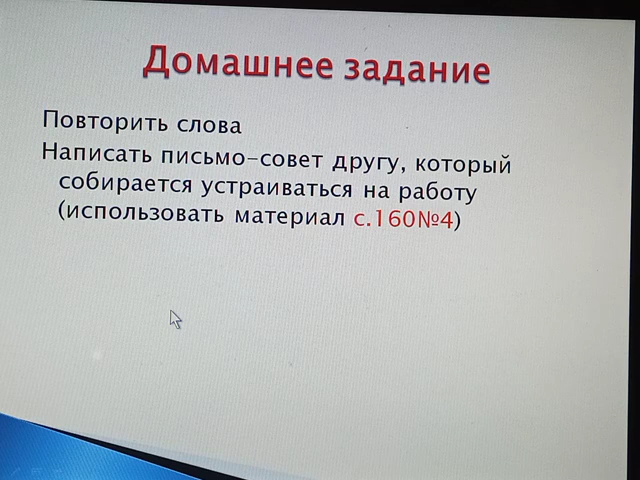 Домашнее задание
Повторить слова
Написать письмо-совет другу, который
собирается устраиваться на работу
(использовать материал с.160№4)